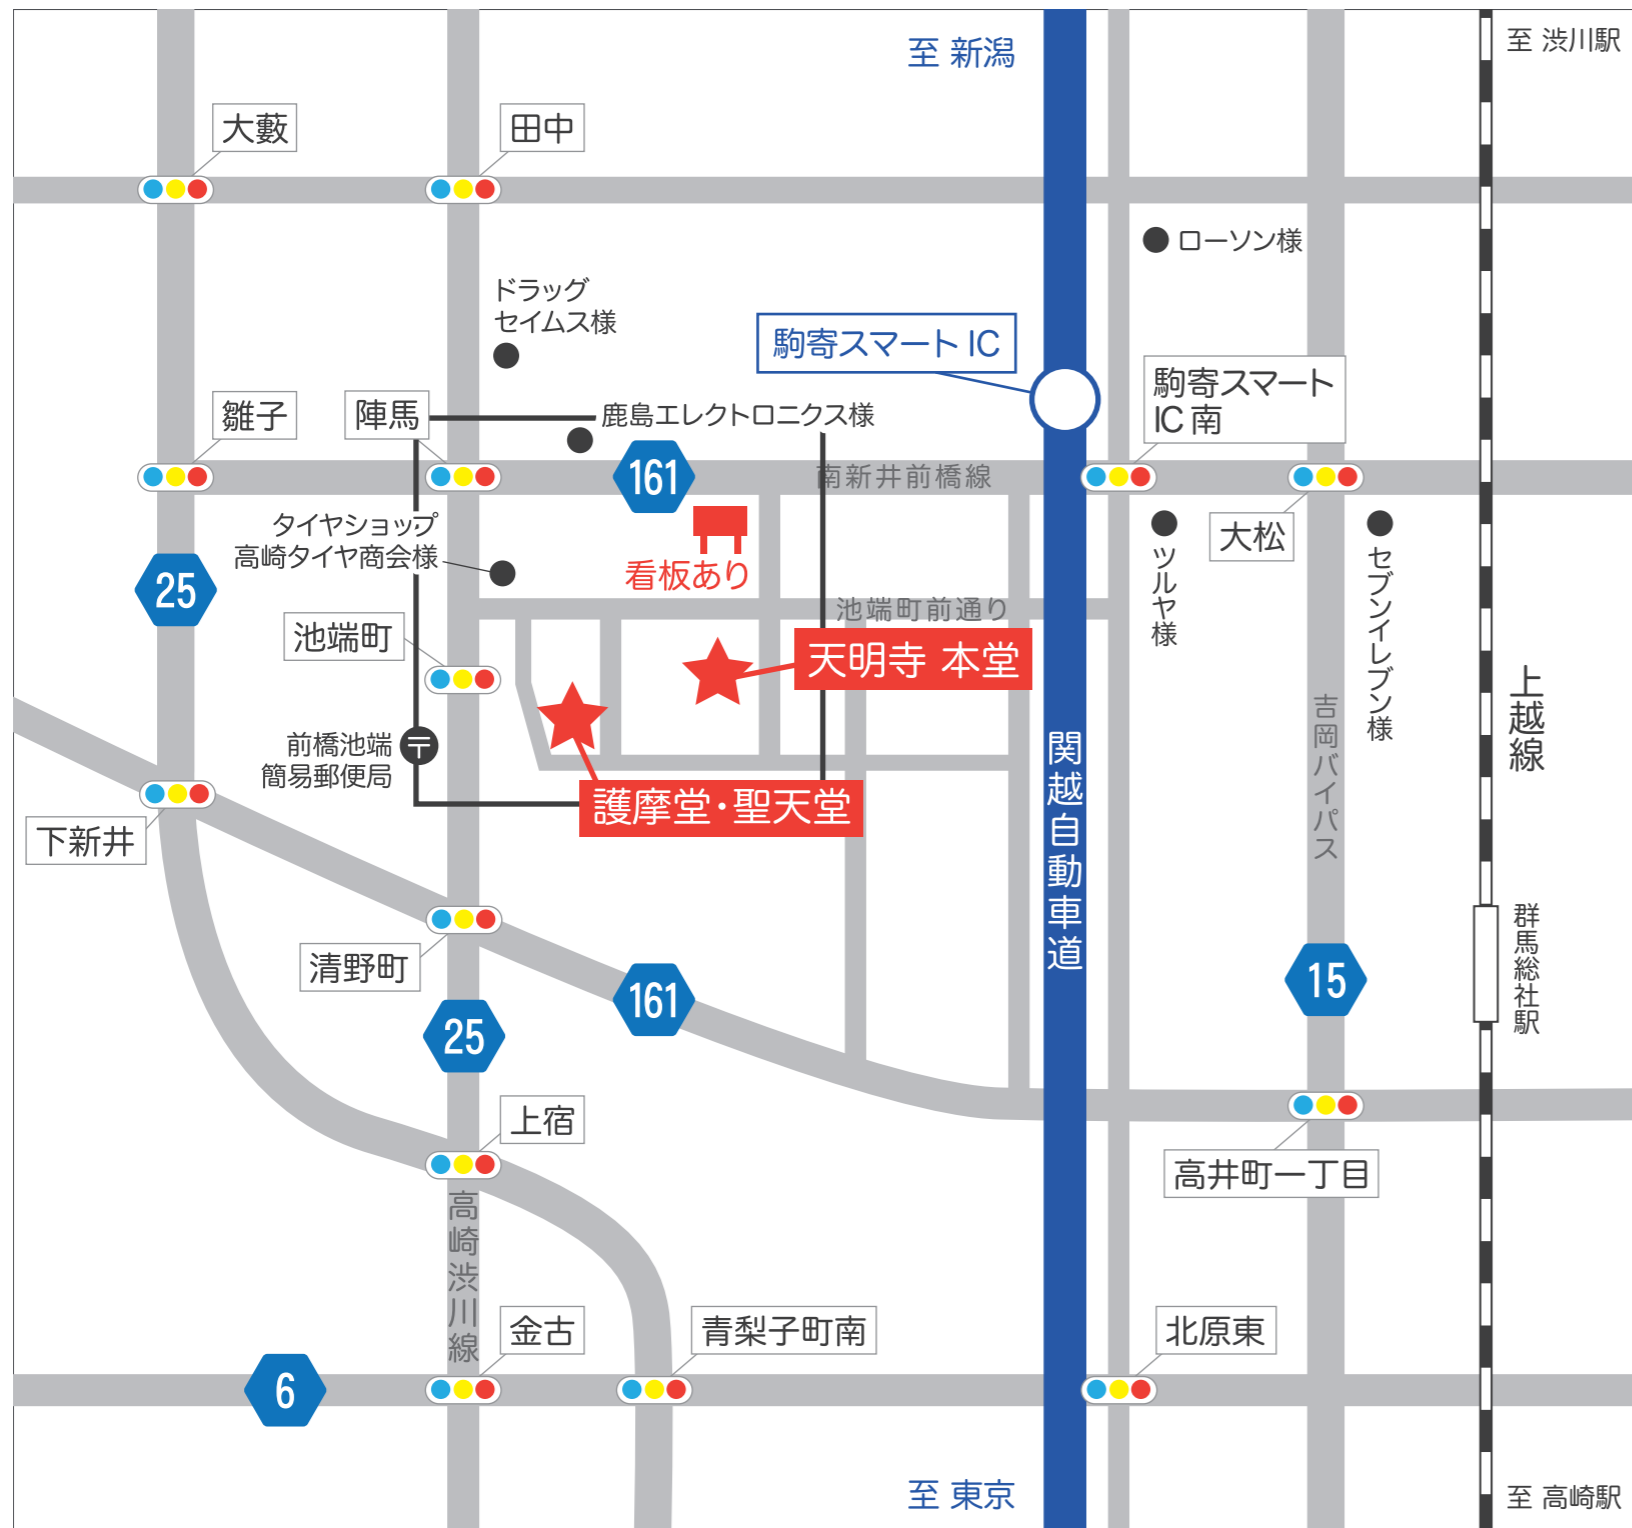 至 新潟
至 渋川駅
大藪
田中
ローソン様
ドラッグ
セイムス様
駒寄スマート IC
駒寄スマート
IC 南
雛子
陣馬
鹿島エレクトロニクス様
161
南新井前橋線
タイヤショップ
高崎タイヤ商会様
看板あり
大松
ツルヤ様
セブンイレブン様
25
池端町前通り
池端町
天明寺 本堂
前橋池端
簡易郵便局
〒
護摩堂・聖天堂
関越自動車道
吉岡バイパス
上越線
下新井
清野町
161
25
15
群馬総社駅
上宿
高井町一丁目
高崎渋川線
金古
青梨子町南
北原東
6
至 東京
至 高崎駅